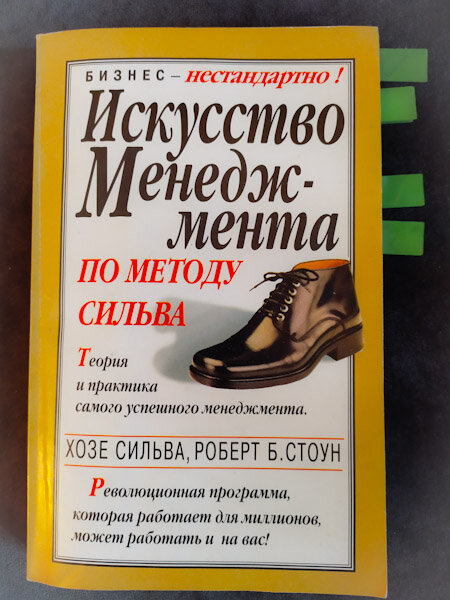 БИЗНЕС – нестандартно!
Искусство
Менедж-
мента
ПО МЕТОДУ
СИЛЬВА
Теория
и практика
самого успешного менеджмента.
ХОЗЕ СИЛЬВА, РОБЕРТ Б.СТОУН
Революционная программа,
которая работает для миллионов,
может работать и на вас!